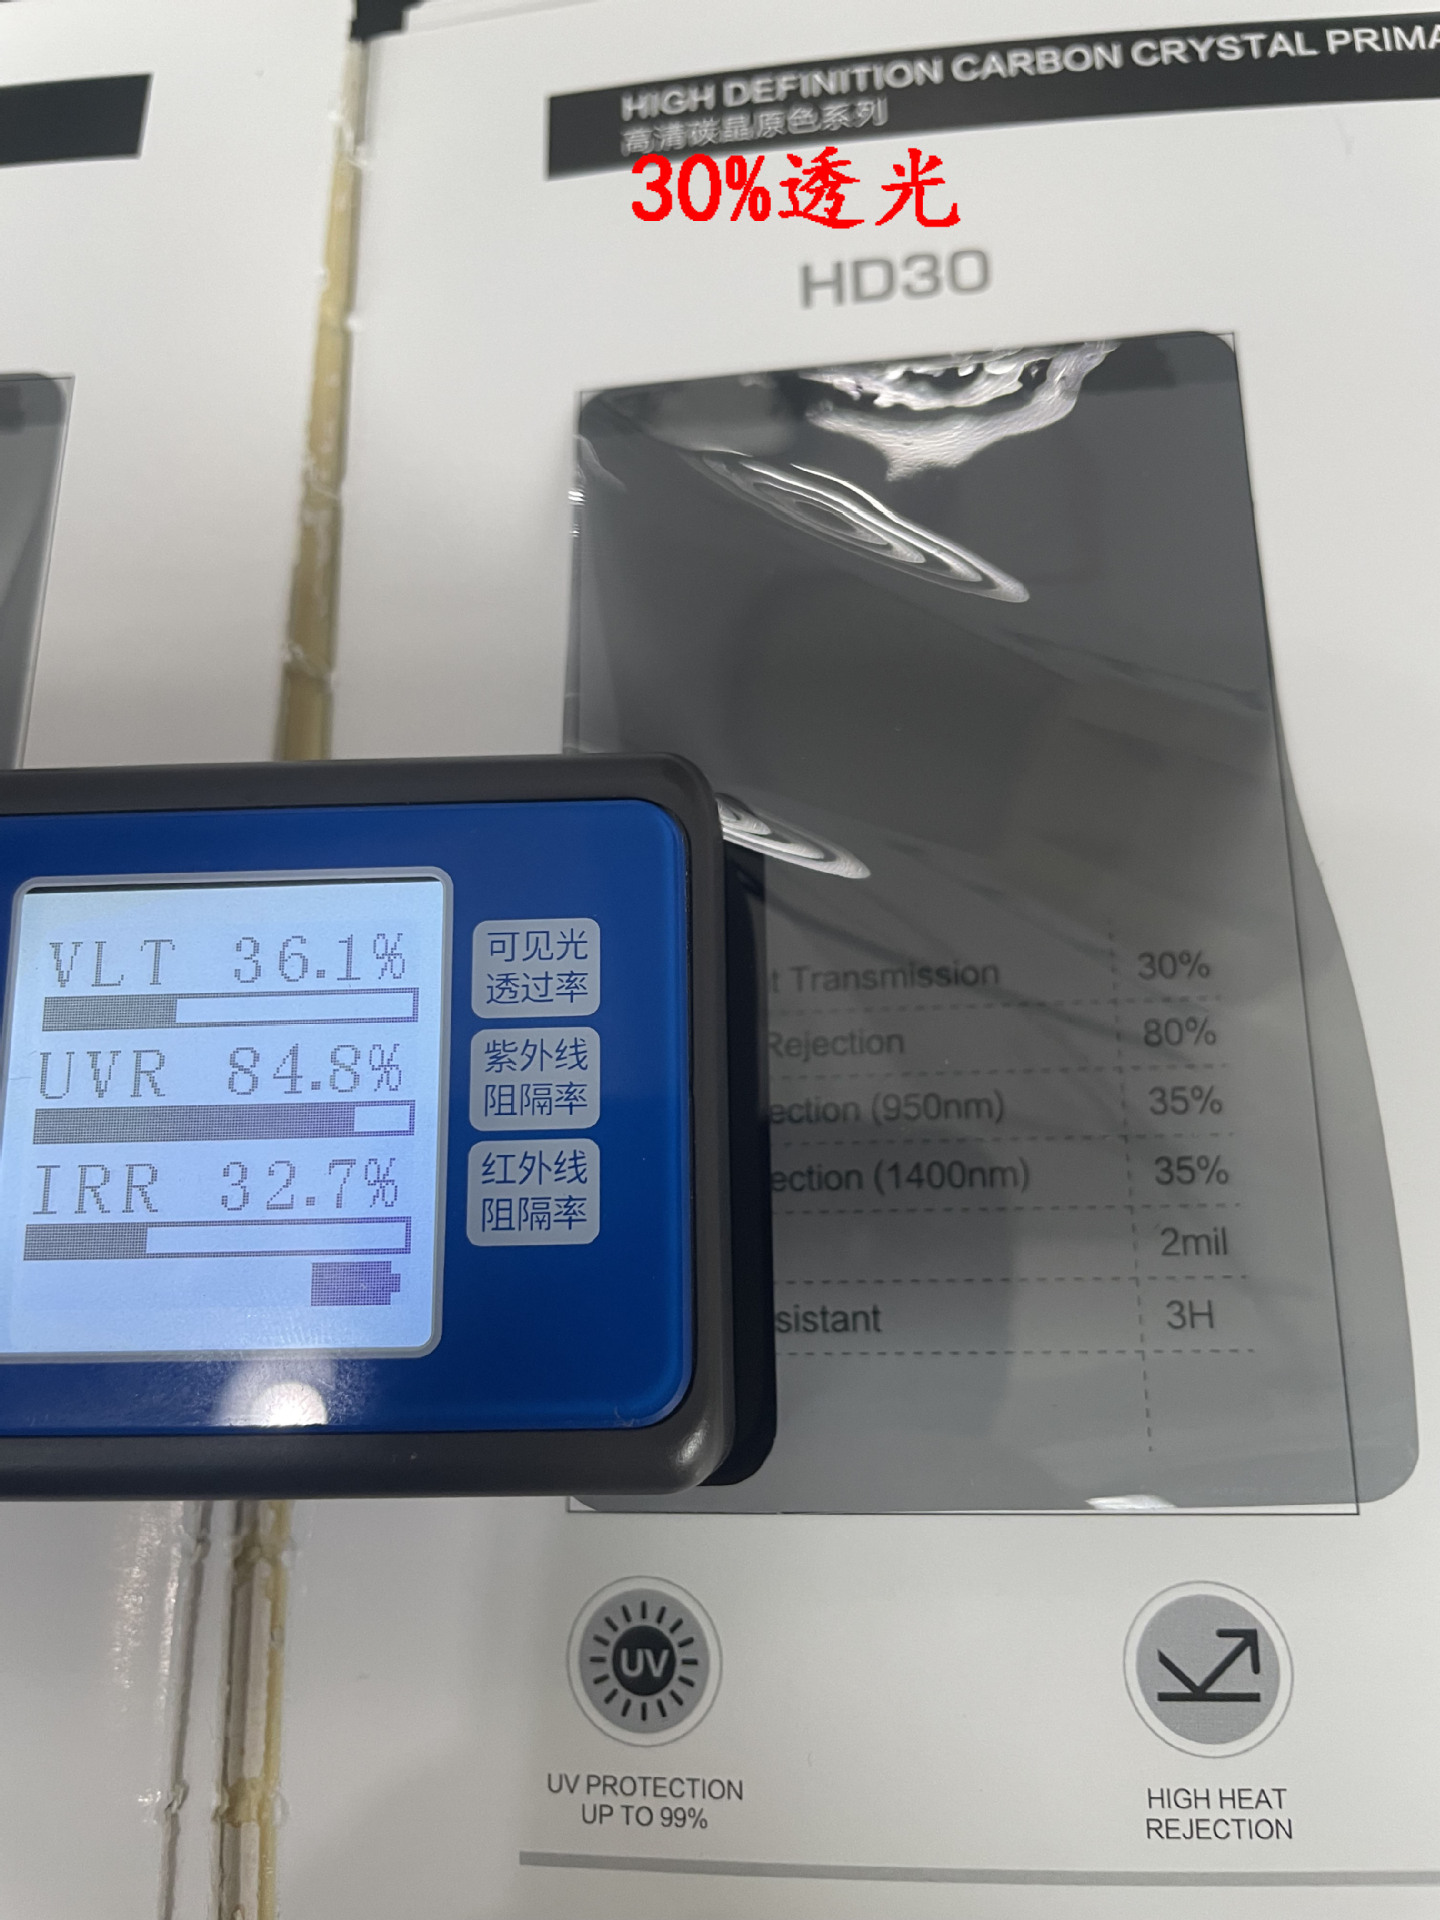 HIGH DEFINITION CARBON CRYSTAL PRIMA
高清碳晶原色系列
30%透光
HD30
VLT 36.1%
可见光
透过率
UVR 84.8%
紫外线
阻隔率
IRR 32.7%
红外线
阻隔率
t Transmission 30%
Rejection 80%
ection (950nm) 35%
ection (1400nm) 35%
2mil
sistant 3H
UV
UV PROTECTION
UP TO 99%
HIGH HEAT
REJECTION